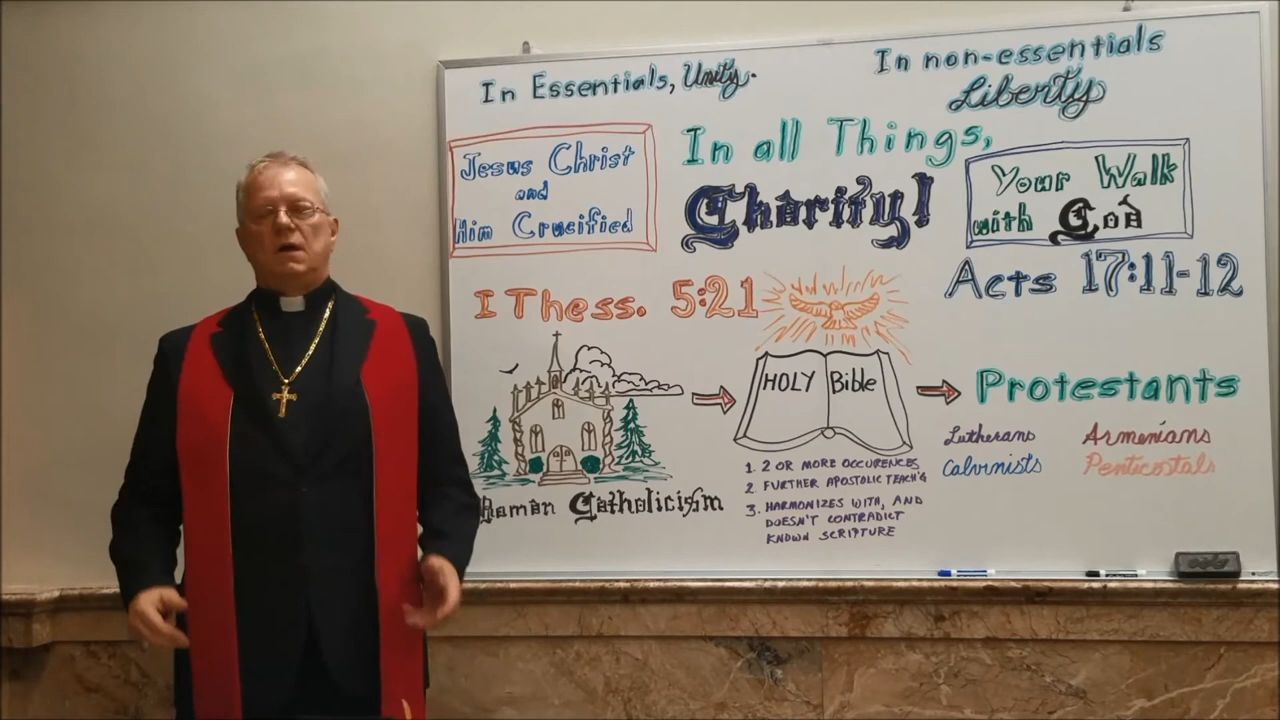 In Essentials, Unity.
In non-essentials
Liberty
In all Things,
Charity!
Jesus Christ
and
Him Crucified
Your Walk
with God
Acts 17:11-12
I Thess. 5:21
HOLY Bible
Protestants
Lutherans
Armenians
Calvinists
Pentecostals
Roman Catholicism
1. 2 OR MORE OCCURENCES
2. FURTHER APOSTOLIC TEACH'G
3. HARMONIZES WITH, AND
DOESN'T CONTRADICT
KNOWN SCRIPTURE